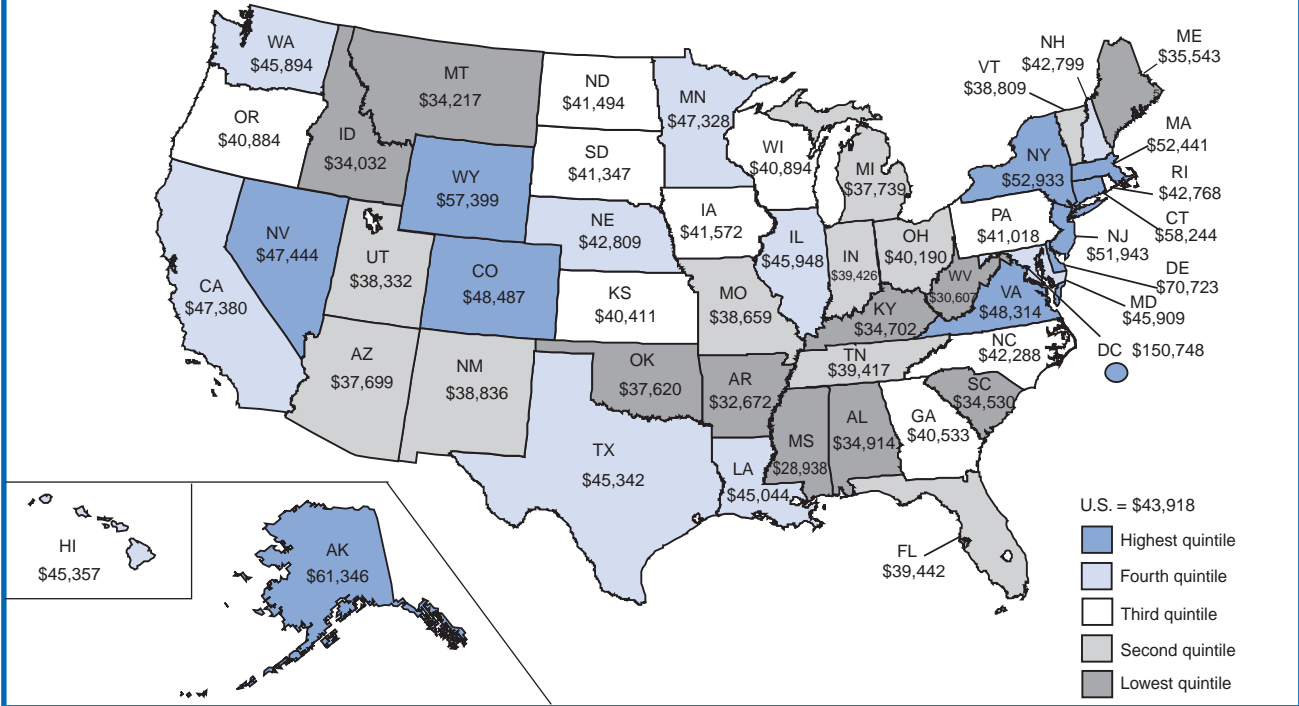 WA
$45,894
MT
$34,217
ND
$41,494
MN
$47,328
NH
$42,799
ME
$35,543
VT
$38,809
OR
$40,884
ID
$34,032
SD
$41,347
WI
$40,894
MI
$37,739
NY
$52,933
MA
$52,441
RI
$42,768
WY
$57,399
NE
$42,809
IA
$41,572
PA
$41,018
CT
$58,244
NJ
$51,943
NV
$47,444
UT
$38,332
CO
$48,487
IL
$45,948
IN
$39,426
OH
$40,190
WV
$30,607
DE
$70,723
MD
$45,909
CA
$47,380
KS
$40,411
MO
$38,659
KY
$34,702
VA
$48,314
DC $150,748
AZ
$37,699
NM
$38,836
OK
$37,620
AR
$32,672
TN
$39,417
NC
$42,288
SC
$34,530
TX
$45,342
LA
$45,044
MS
$28,938
AL
$34,914
GA
$40,533
FL
$39,442
HI
$45,357
AK
$61,346
U.S. = $43,918
Highest quintile
Fourth quintile
Third quintile
Second quintile
Lowest quintile